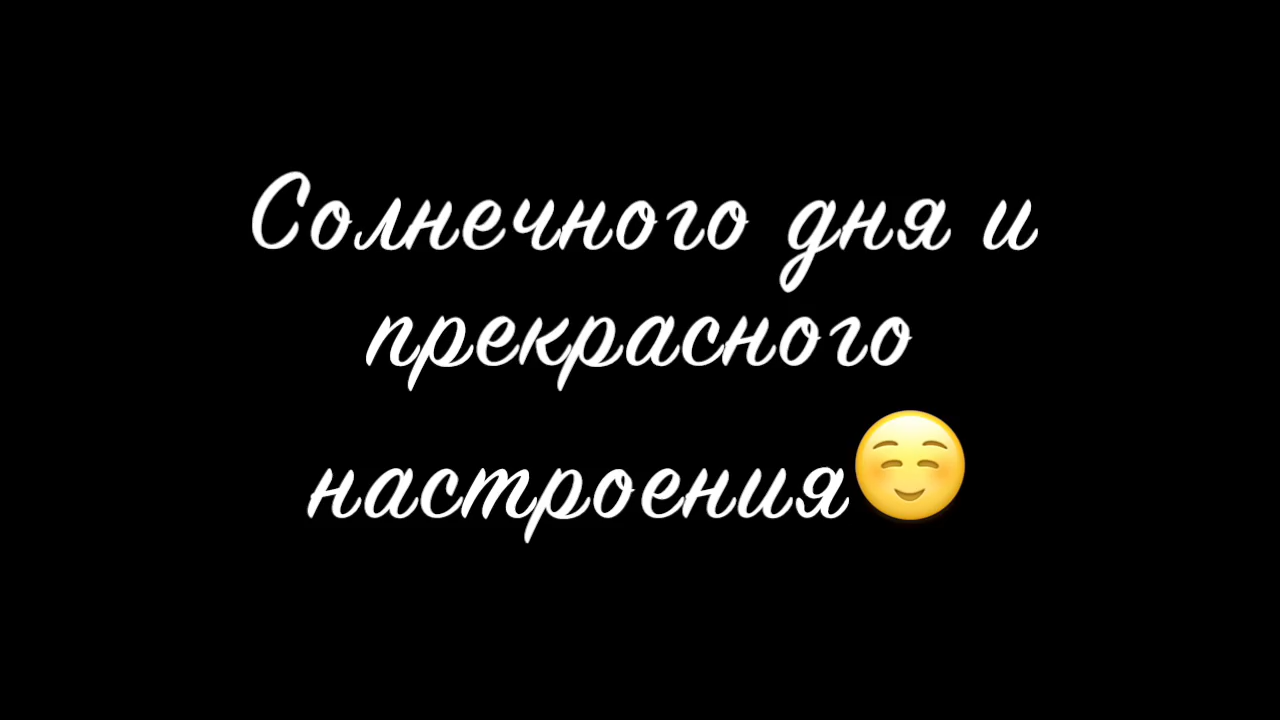 Солнечного дня и
прекрасного
настроения☺️